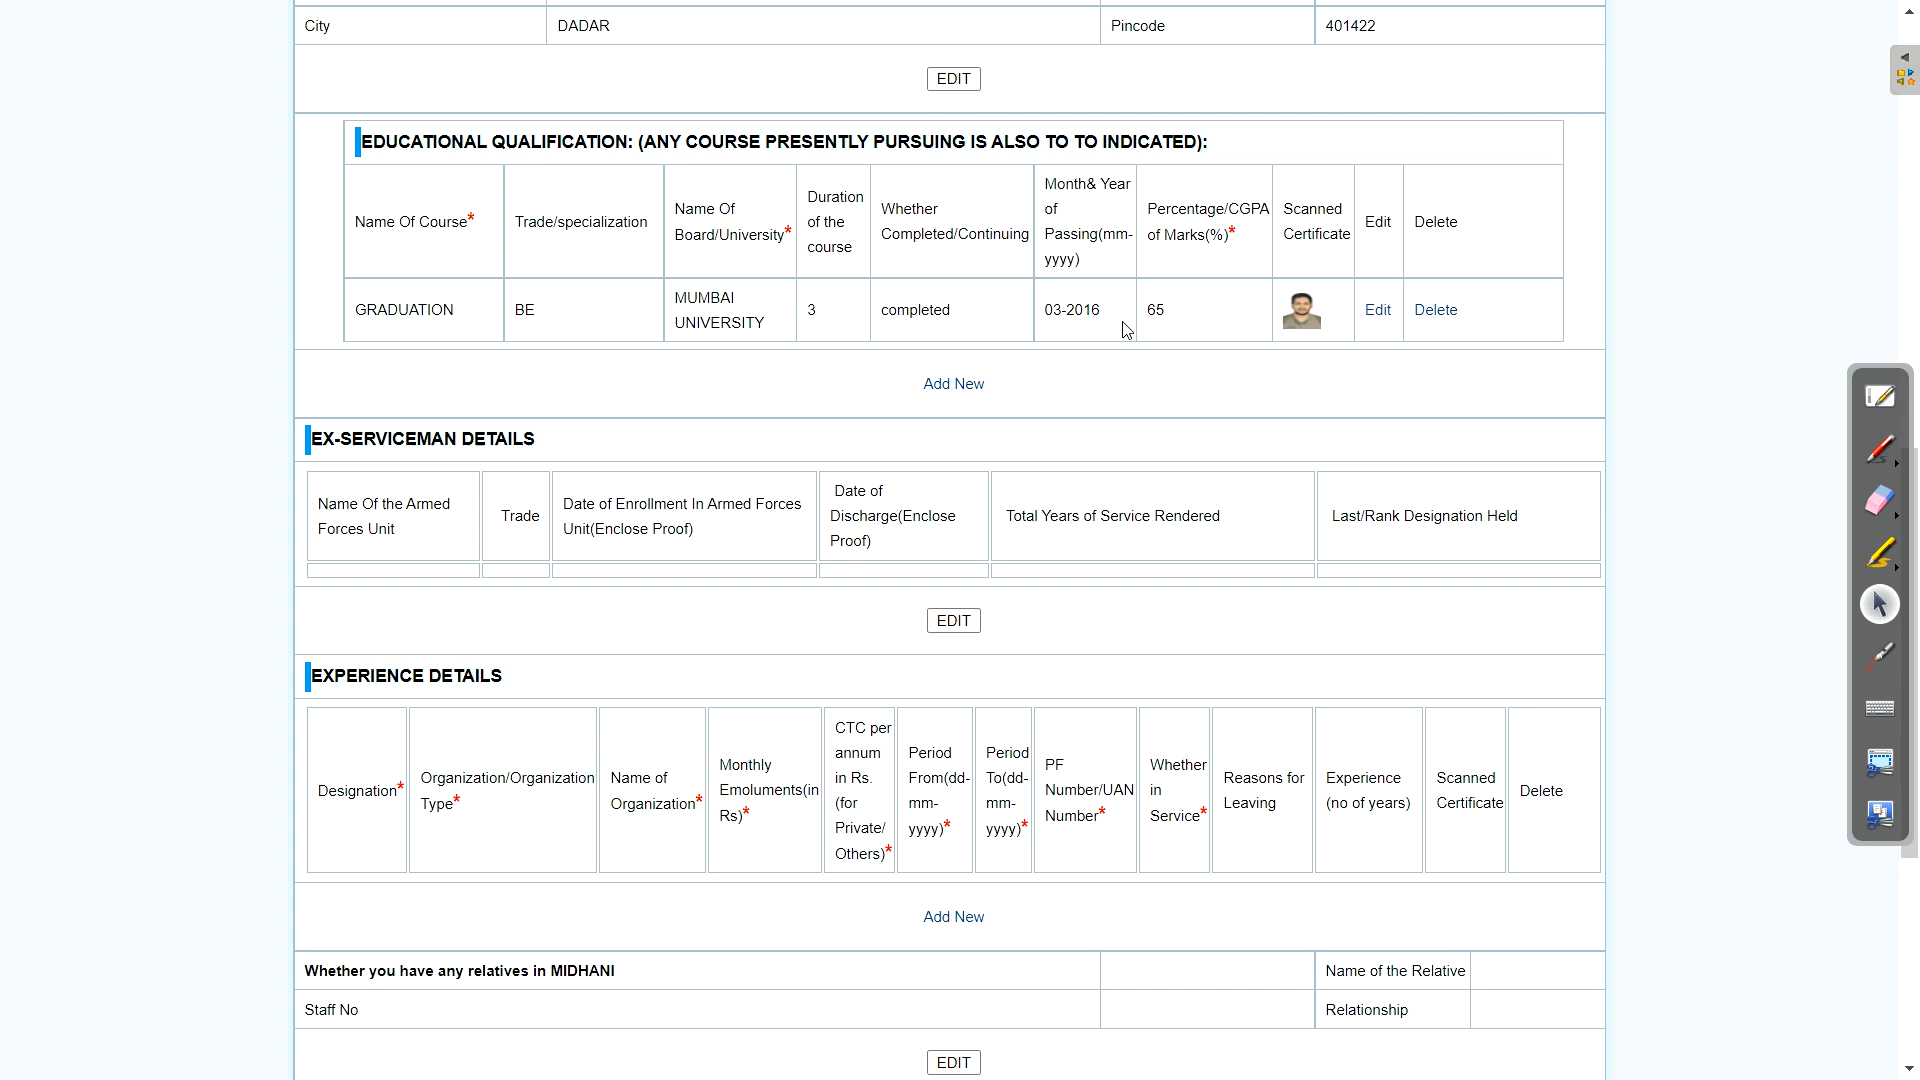 City DADAR Pincode 401422
EDIT
EDUCATIONAL QUALIFICATION: (ANY COURSE PRESENTLY PURSUING IS ALSO TO TO INDICATED):
Name Of Course*
Trade/specialization
Name Of
Board/University*
Duration
of the
course
Whether
Completed/Continuing
Month& Year
of
Passing(mm-
yyyy)
Percentage/CGPA
of Marks(%)*
Scanned
Certificate
Edit
Delete
GRADUATION
BE
MUMBAI
UNIVERSITY
3
completed
03-2016
65
Edit
Delete
Add New
EX-SERVICEMAN DETAILS
Name Of the Armed
Forces Unit
Trade
Date of Enrollment In Armed Forces
Unit(Enclose Proof)
Date of
Discharge(Enclose
Proof)
Total Years of Service Rendered
Last/Rank Designation Held
EDIT
EXPERIENCE DETAILS
Designation*
Organization/Organization
Type*
Name of
Organization*
Monthly
Emoluments(in
Rs)*
CTC per
annum
in Rs.
(for
Private/
Others)*
Period
From(dd-
mm-
yyyy)*
Period
To(dd-
mm-
yyyy)*
PF
Number/UAN
Number*
Whether
in
Service*
Reasons for
Leaving
Experience
(no of years)
Scanned
Certificate
Delete
Add New
Whether you have any relatives in MIDHANI
Name of the Relative
Staff No
Relationship
EDIT